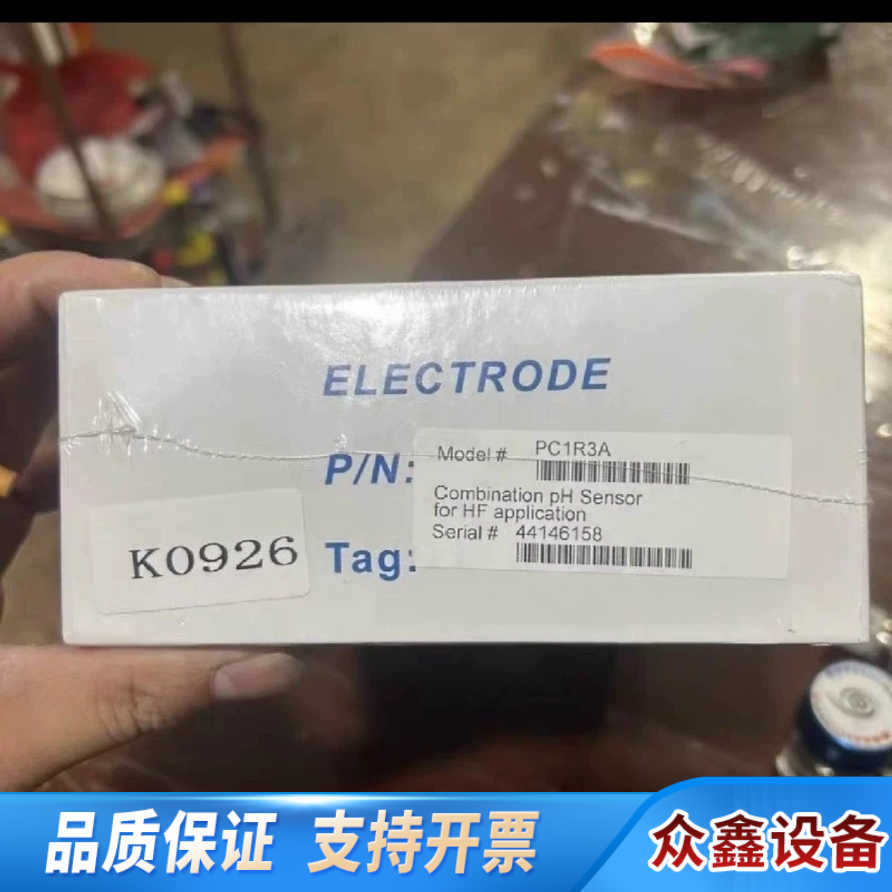 ELECTRODE
P/N:
Model # PC1R3A
Combination pH Sensor
for HF application
Serial # 44146158
K0926
Tag:
品质保证 支持开票
众鑫设备